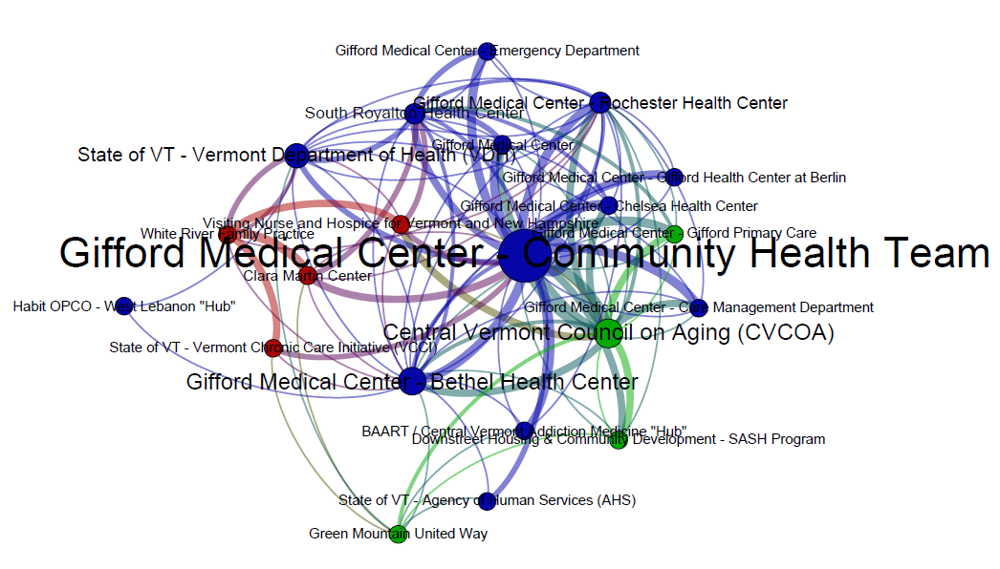 Gifford Medical Center - Emergency Department
Gifford Medical Center - Rochester Health Center
South Royalton Health Center
Gifford Medical Center
State of VT - Vermont Department of Health (VDH)
Gifford Medical Center - Gifford Health Center at Berlin
Gifford Medical Center - Chelsea Health Center
Visiting Nurse and Hospice for Vermont and New Hampshire
White River Family Practice
Gifford Medical Center - Gifford Primary Care
Gifford Medical Center - Community Health Team
Clara Martin Center
Habit OPCO - West Lebanon "Hub"
Gifford Medical Center - Care Management Department
Central Vermont Council on Aging (CVCOA)
State of VT - Vermont Chronic Care Initiative (VCCI)
Gifford Medical Center - Bethel Health Center
BAART / Central Vermont Addiction Medicine "Hub"
Downstreet Housing & Community Development - SASH Program
State of VT - Agency of Human Services (AHS)
Green Mountain United Way